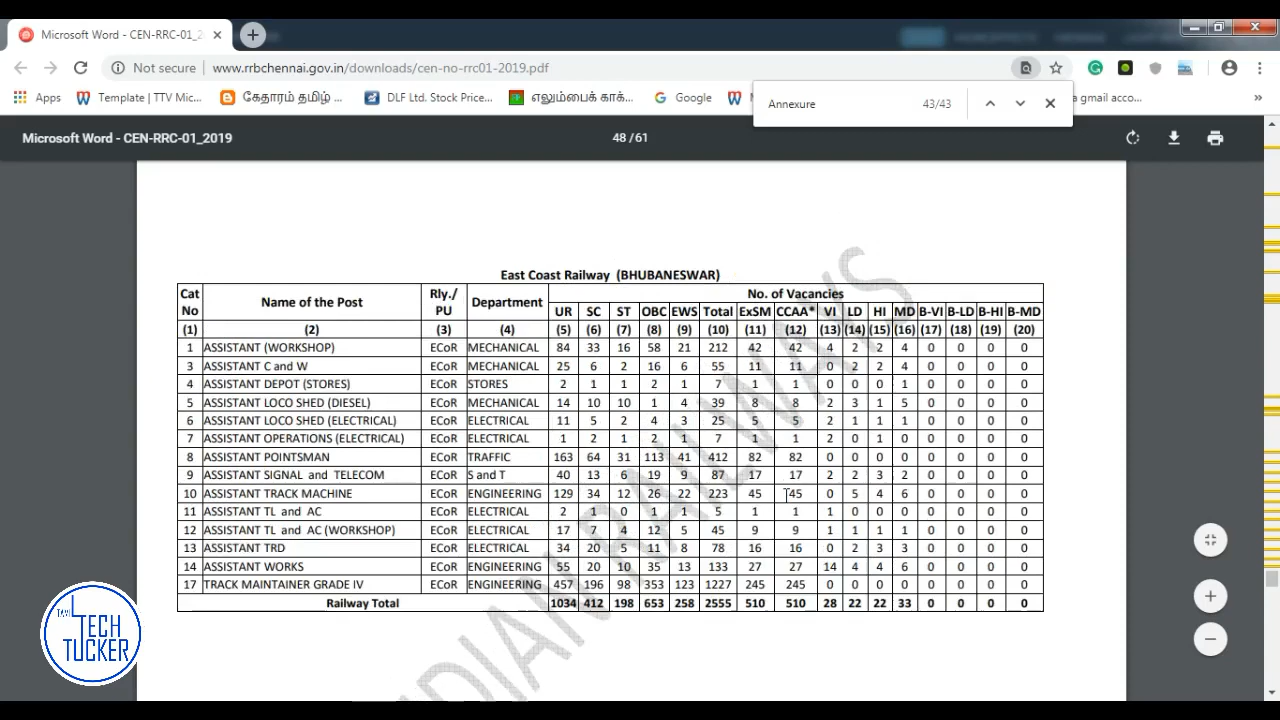 Microsoft Word - CEN-RRC-01_2
Not secure www.rrbchennai.gov.in/downloads/cen-no-rrc01-2019.pdf
Apps Template | TTV Mic... கேதாரம் தமிழ் ... DLF Ltd. Stock Price... எலும்பைக் காக்... Google a gmail acco... »
Annexure 43/43
Microsoft Word - CEN-RRC-01_2019 48 / 61
East Coast Railway (BHUBANESWAR)
Cat No Name of the Post Rly./ PU Department No. of Vacancies
UR SC ST OBC EWS Total ExSM CCAA* VI LD HI MD B-VI B-LD B-HI B-MD
(1) (2) (3) (4) (5) (6) (7) (8) (9) (10) (11) (12) (13) (14) (15) (16) (17) (18) (19) (20)
1 ASSISTANT (WORKSHOP) ECoR MECHANICAL 84 33 16 58 21 212 42 42 4 2 2 4 0 0 0 0
3 ASSISTANT C and W ECoR MECHANICAL 25 6 2 16 6 55 11 11 0 2 2 4 0 0 0 0
4 ASSISTANT DEPOT (STORES) ECoR STORES 2 1 1 2 1 7 1 1 0 0 0 1 0 0 0 0
5 ASSISTANT LOCO SHED (DIESEL) ECoR MECHANICAL 14 10 10 1 4 39 8 8 2 3 1 5 0 0 0 0
6 ASSISTANT LOCO SHED (ELECTRICAL) ECoR ELECTRICAL 11 5 2 4 3 25 5 5 2 1 1 1 0 0 0 0
7 ASSISTANT OPERATIONS (ELECTRICAL) ECoR ELECTRICAL 1 2 1 2 1 7 1 1 2 0 1 0 0 0 0 0
8 ASSISTANT POINTSMAN ECoR TRAFFIC 163 64 31 113 41 412 82 82 0 0 0 0 0 0 0 0
9 ASSISTANT SIGNAL and TELECOM ECoR S and T 40 13 6 19 9 87 17 17 2 2 3 2 0 0 0 0
10 ASSISTANT TRACK MACHINE ECoR ENGINEERING 129 34 12 26 22 223 45 45 0 5 4 6 0 0 0 0
11 ASSISTANT TL and AC ECoR ELECTRICAL 2 1 0 1 1 5 1 1 1 0 0 0 0 0 0 0
12 ASSISTANT TL and AC (WORKSHOP) ECoR ELECTRICAL 17 7 4 12 5 45 9 9 1 1 1 1 0 0 0 0
13 ASSISTANT TRD ECoR ELECTRICAL 34 20 5 11 8 78 16 16 0 2 3 3 0 0 0 0
14 ASSISTANT WORKS ECoR ENGINEERING 55 20 10 35 13 133 27 27 14 4 4 6 0 0 0 0
17 TRACK MAINTAINER GRADE IV ECoR ENGINEERING 457 196 98 353 123 1227 245 245 0 0 0 0 0 0 0 0
Railway Total 1034 412 198 653 258 2555 510 510 28 22 22 33 0 0 0 0
INDIAN RAILWAYS
TAMIL
TECH
TUCKER